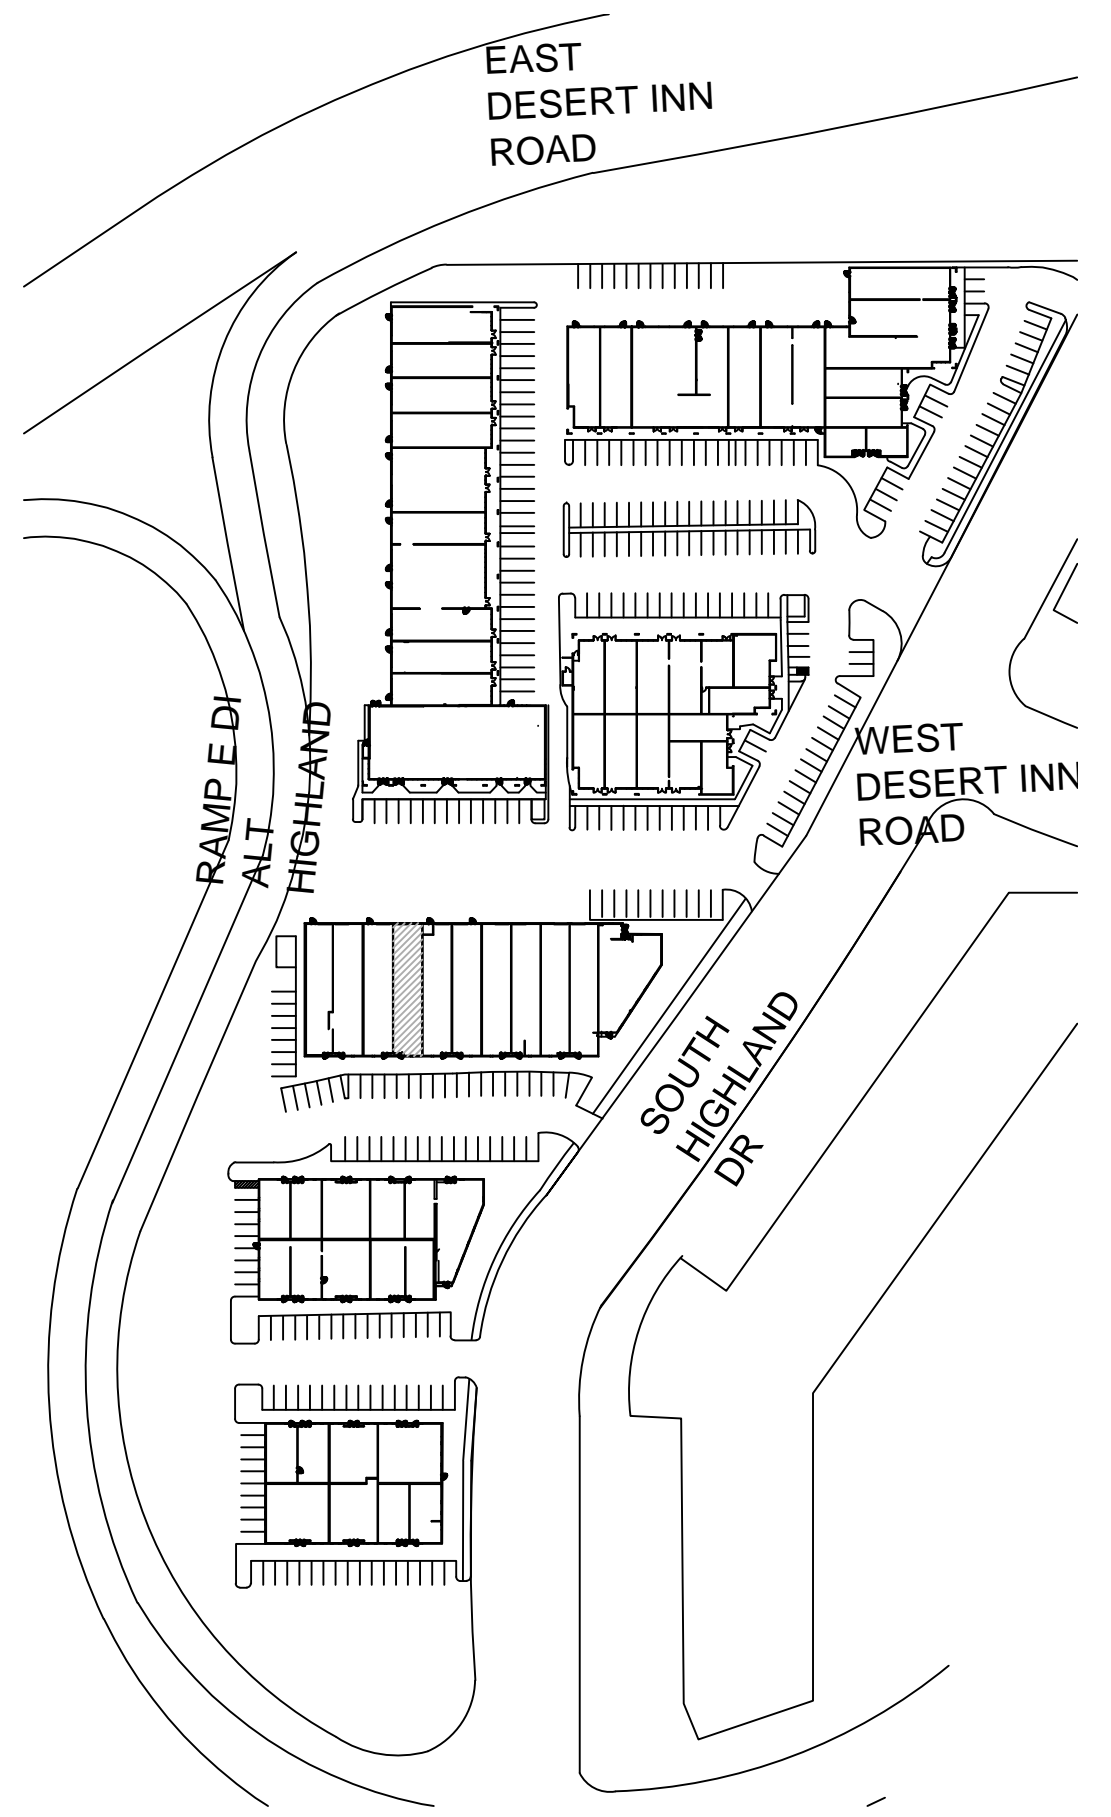 EAST
DESERT INN
ROAD
RAMP E DI
ALT
HIGHLAND
WEST
DESERT INN
ROAD
SOUTH
HIGHLAND
DR